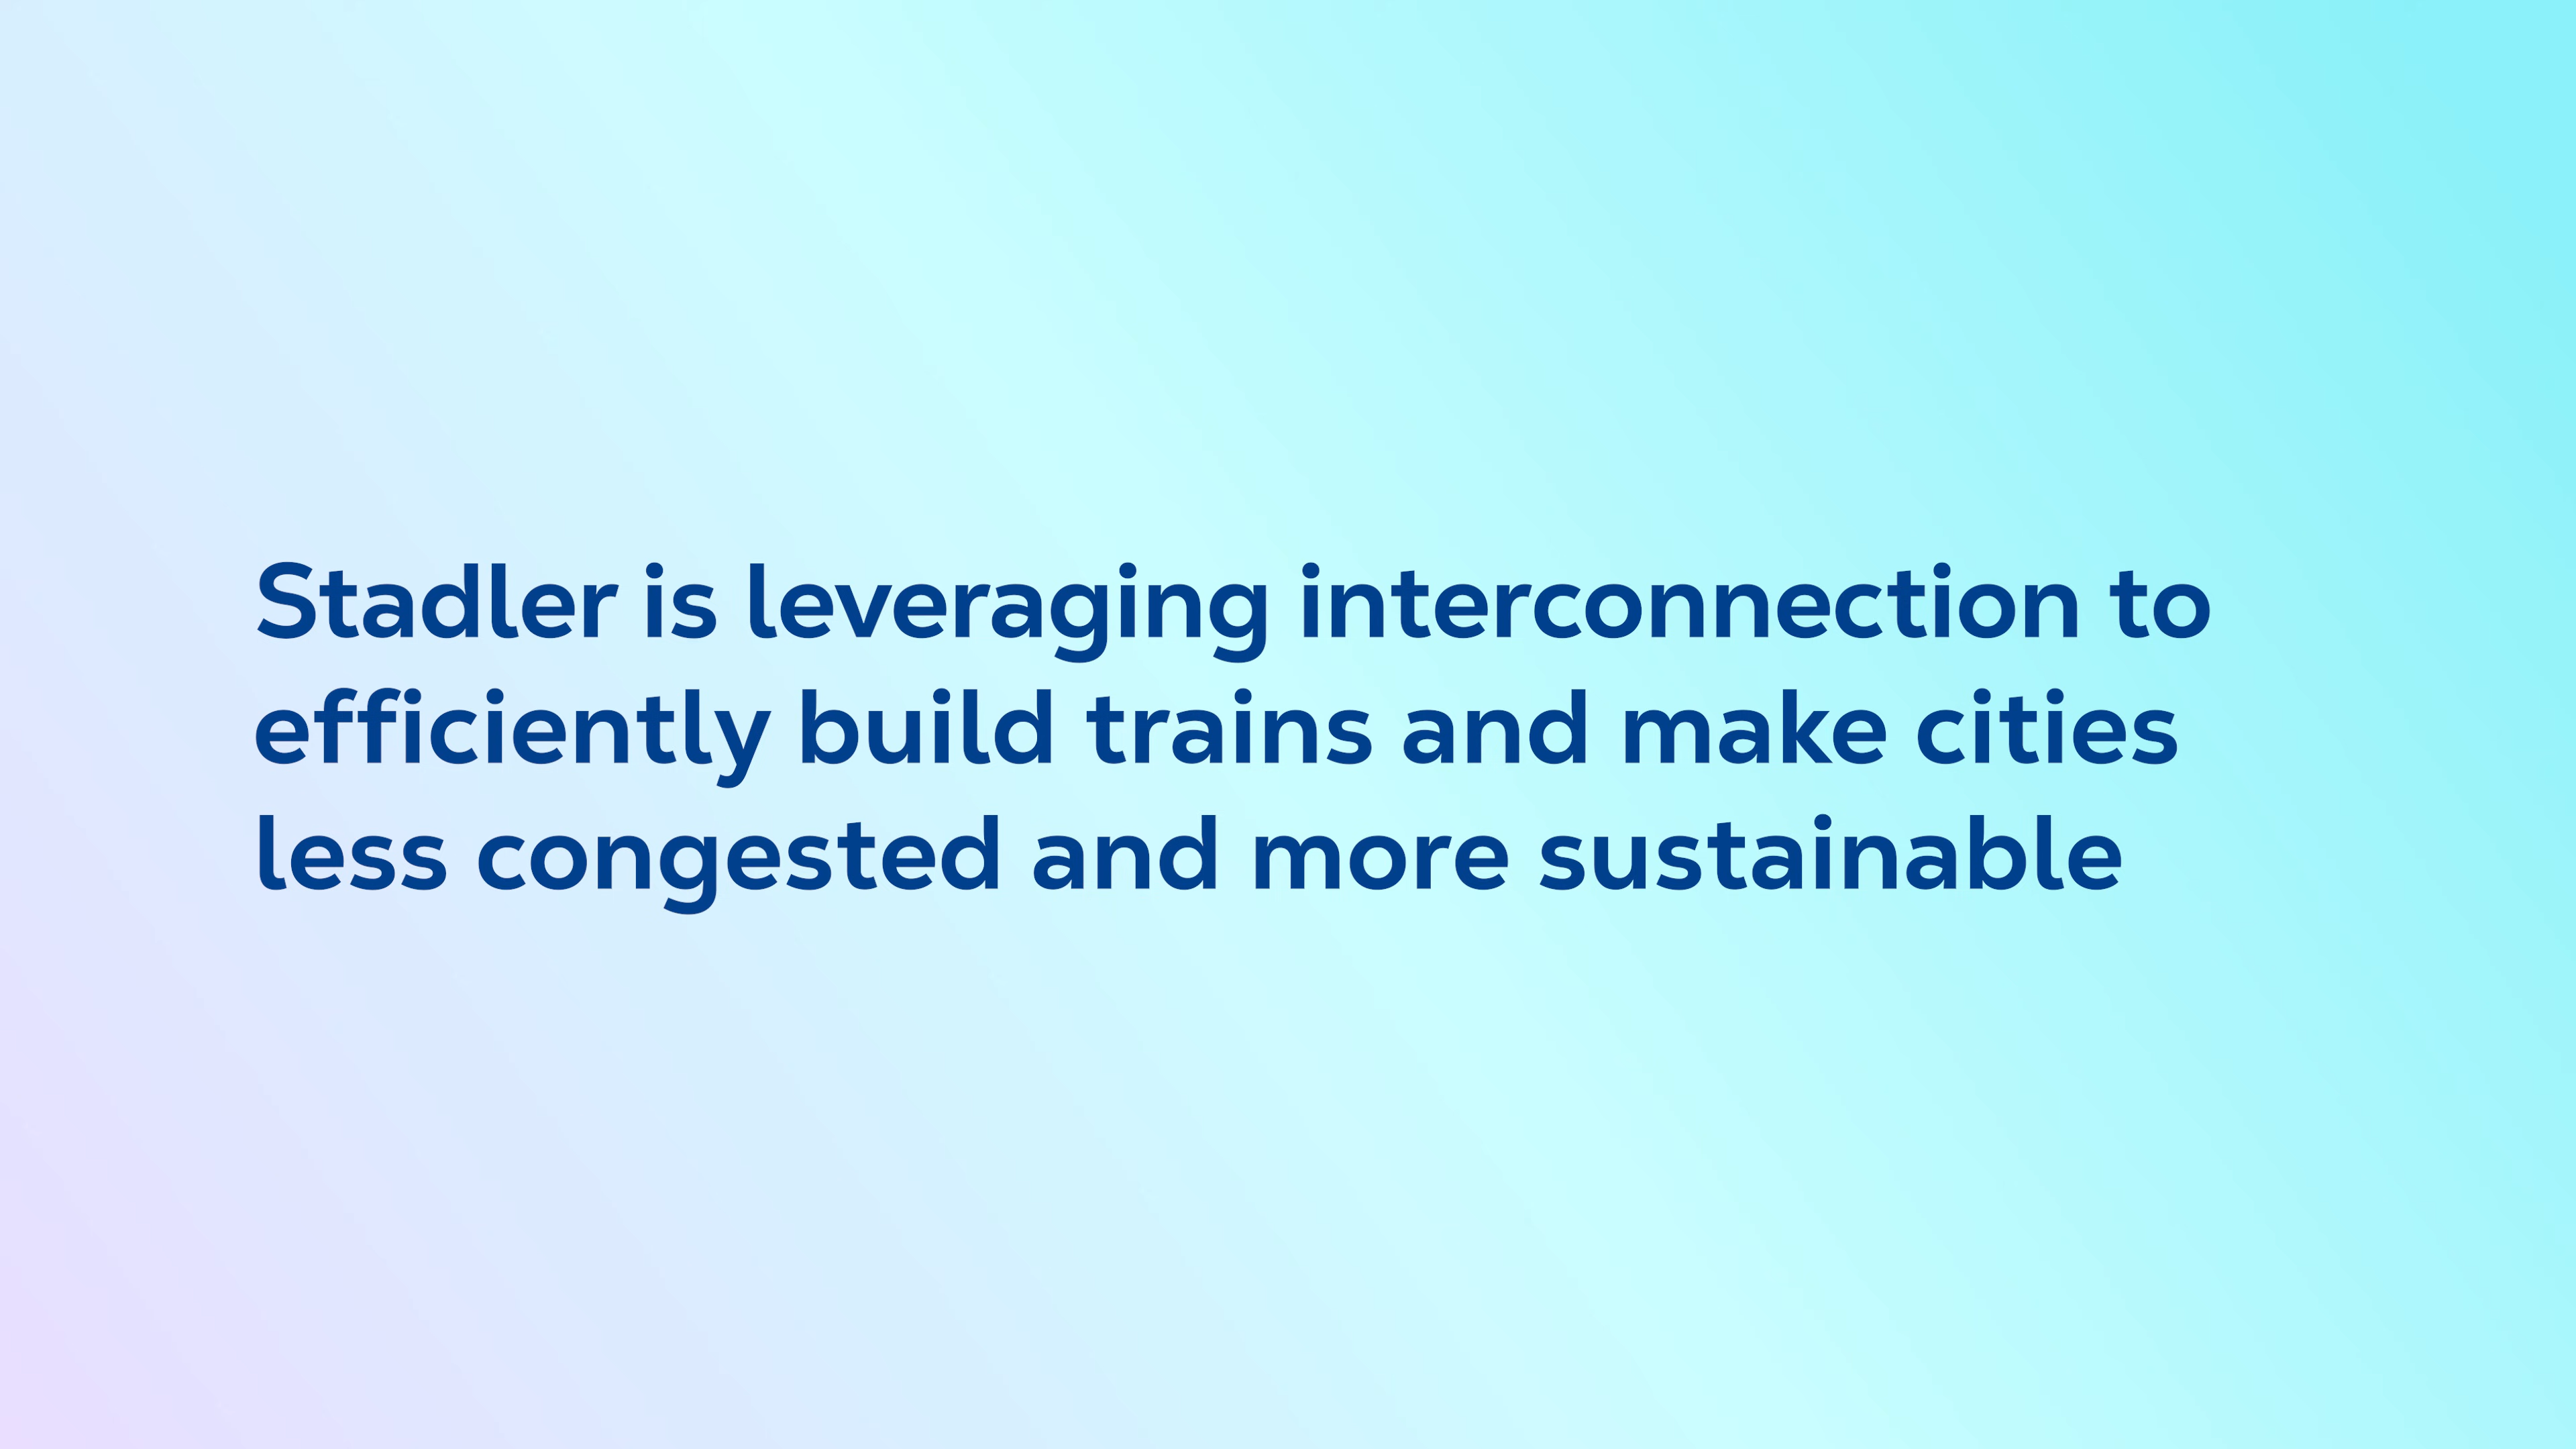 Stadler is leveraging interconnection to
efficiently build trains and make cities
less congested and more sustainable